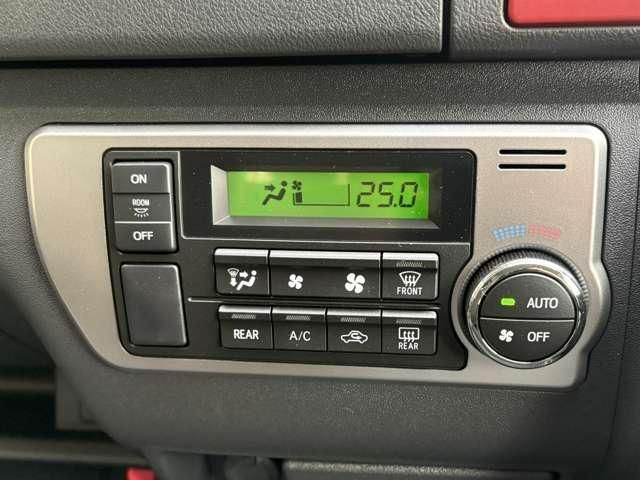 ON
ROOM
OFF
25.0
FRONT
REAR
A/C
REAR
AUTO
OFF